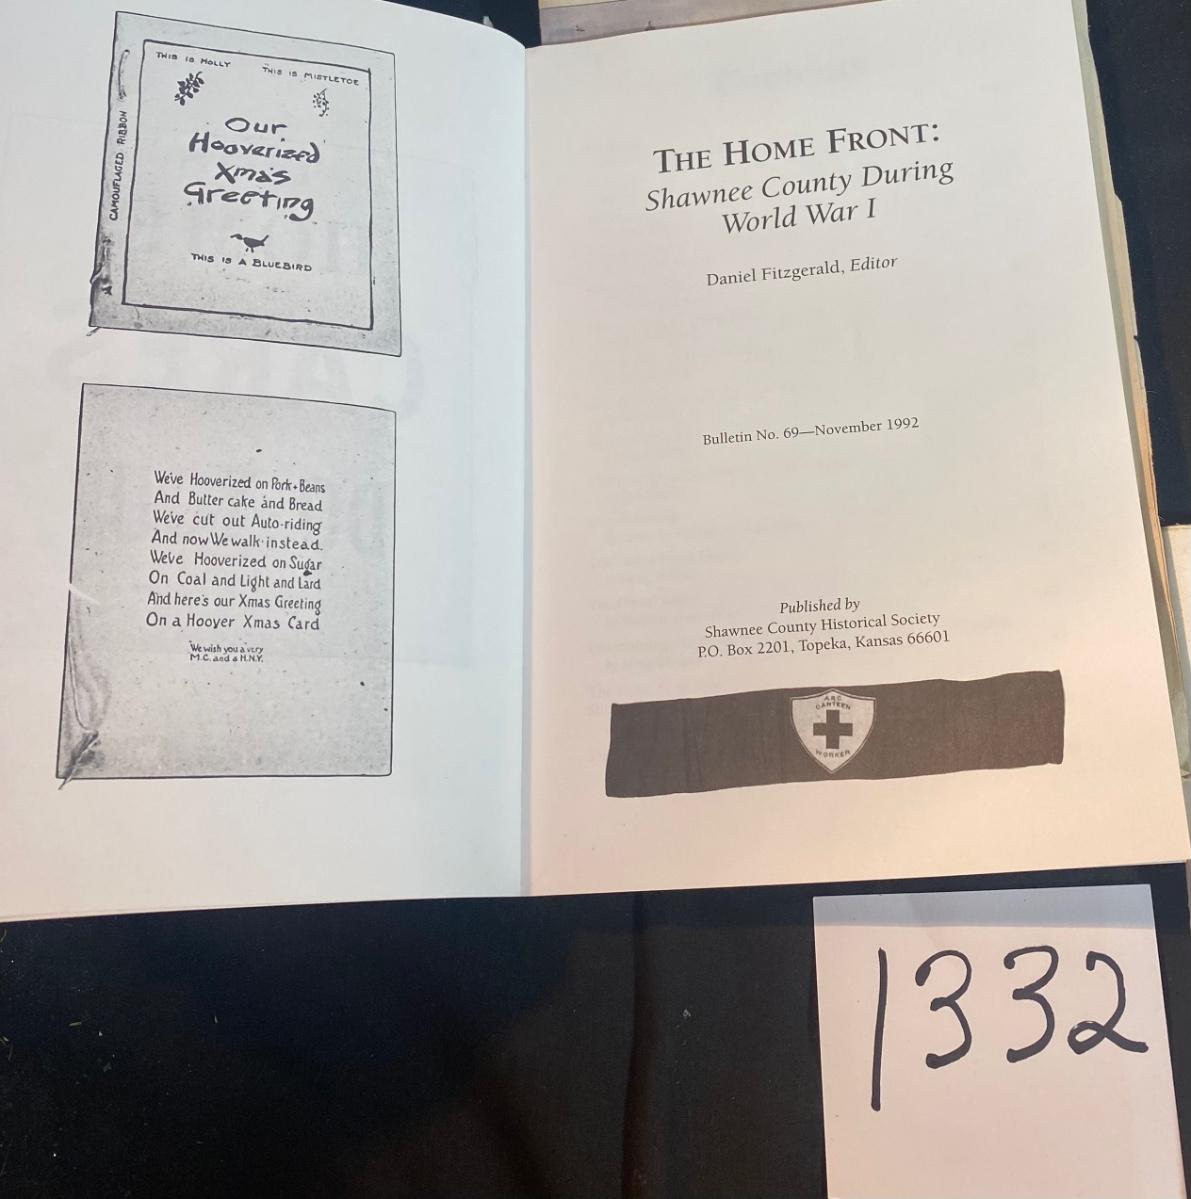 THIS IS HOLLY
THIS IS MISTLETOE
CAMOUFLAGED RIBBON
Our
Hooverized
Xmas
Greeting
THIS IS A BLUEBIRD
We've Hooverized on Pork + Beans
And Butter cake and Bread
We've cut out Auto-riding
And now We walk instead.
We've Hooverized on Sugar
On Coal and Light and Lard
And here's our Xmas Greeting
On a Hoover Xmas Card
We wish you a very
M.C. and a H.N.Y.
THE HOME FRONT:
Shawnee County During
World War I
Daniel Fitzgerald, Editor
Bulletin No. 69—November 1992
Published by
Shawnee County Historical Society
P.O. Box 2201, Topeka, Kansas 66601
A.R.C.
CANTEEN
WORKER
1332